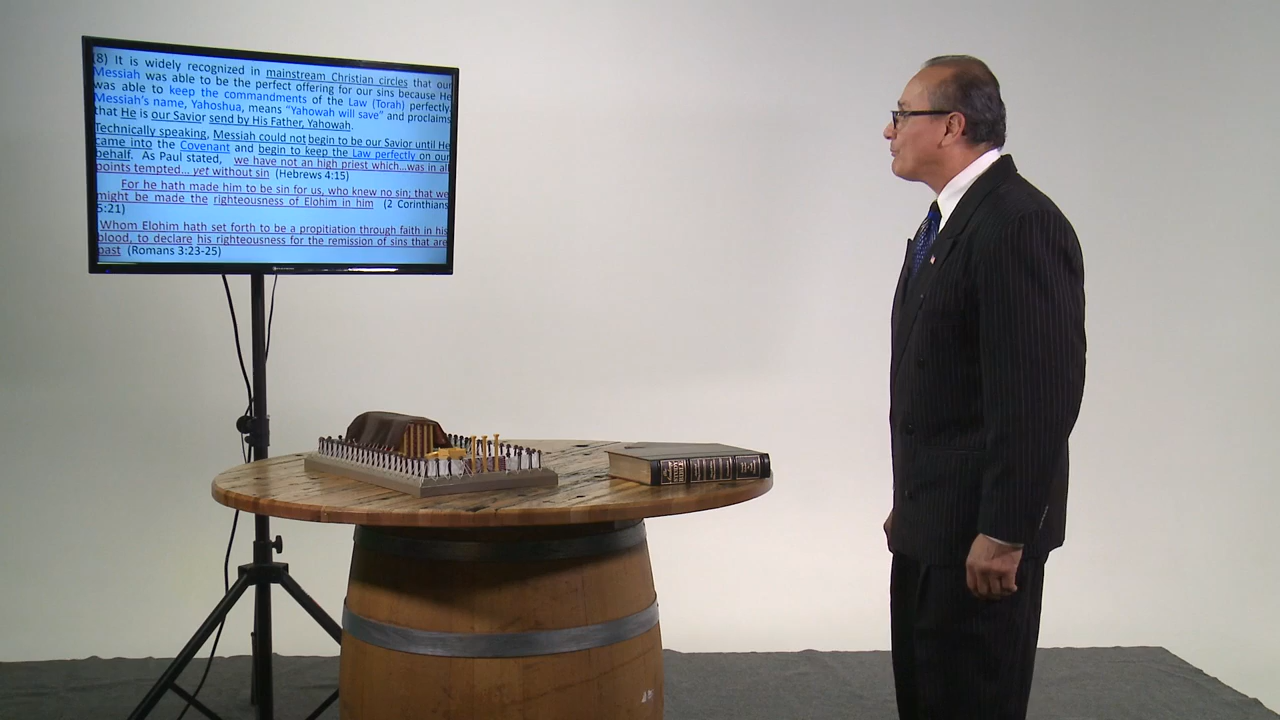 (8) It is widely recognized in mainstream Christian circles that our
Messiah was able to be the perfect offering for our sins because He
was able to keep the commandments of the Law (Torah) perfectly.
Messiah's name, Yahoshua, means "Yahowah will save" and proclaims
that He is our Savior send by His Father, Yahowah.
Technically speaking, Messiah could not begin to be our Savior until He
came into the Covenant and begin to keep the Law perfectly on our
behalf. As Paul stated, we have not an high priest which...was in all
points tempted... yet without sin (Hebrews 4:15)
For he hath made him to be sin for us, who knew no sin; that we
might be made the righteousness of Elohim in him (2 Corinthians
5:21)
Whom Elohim hath set forth to be a propitiation through faith in his
blood, to declare his righteousness for the remission of sins that are
past (Romans 3:23-25)